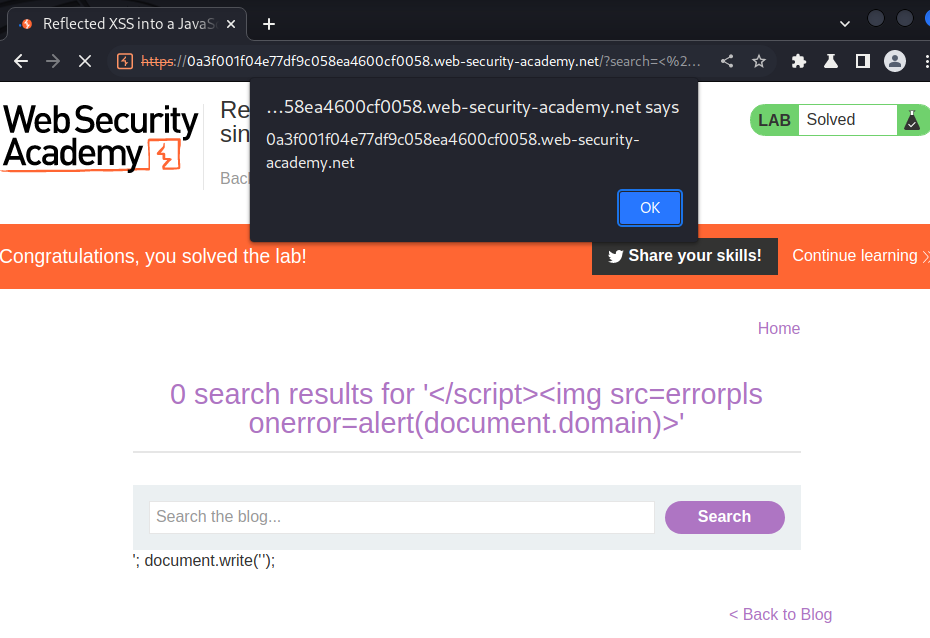 Reflected XSS into a JavaSc
https://0a3f001f04e77df9c058ea4600cf0058.web-security-academy.net/?search=<%2...
...58ea4600cf0058.web-security-academy.net says
0a3f001f04e77df9c058ea4600cf0058.web-security-
academy.net
OK
Web Security
Academy
Re
sin
Bac
LAB
Solved
Congratulations, you solved the lab!
Share your skills!
Continue learning
Home
0 search results for '</script><img src=errorpls
onerror=alert(document.domain)>'
Search the blog...
Search
'; document.write('');
< Back to Blog